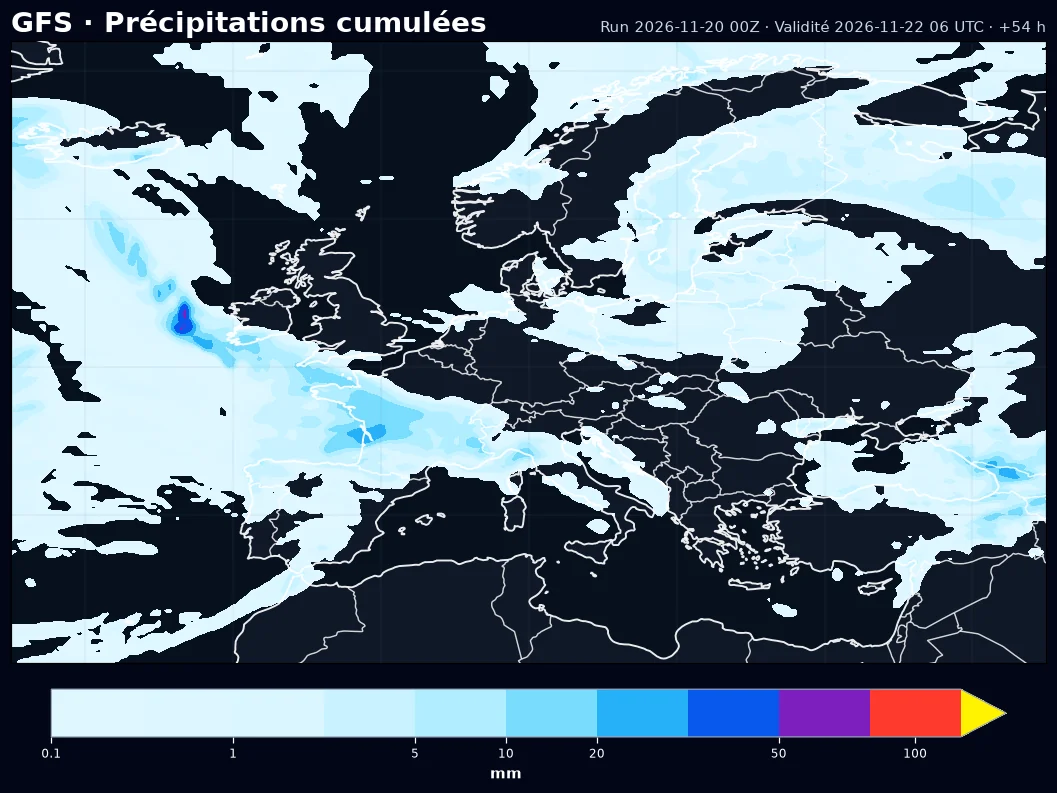 GFS · Précipitations cumulées
Run 2026-11-20 00Z · Validité 2026-11-22 06 UTC · +54 h
0.1 1 5 10 20 50 100
mm